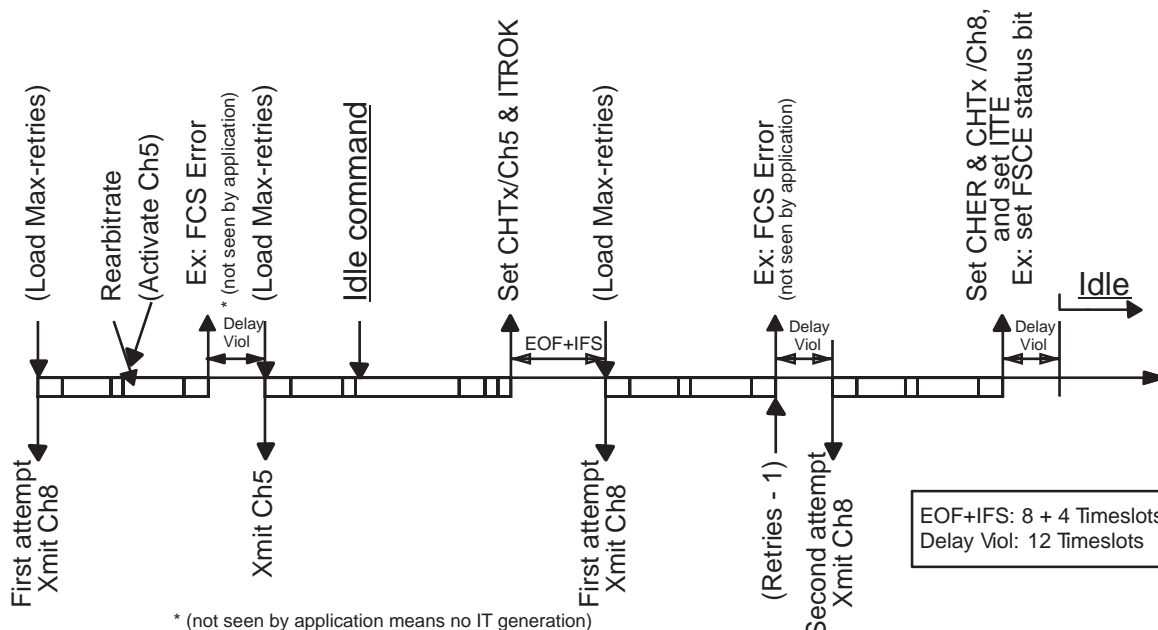 (Load Max-retries)
Rearbitrate
(Activate Ch5)
Ex: FCS Error
* (not seen by application)
(Load Max-retries)
Idle command
Set CHTx/Ch5 & ITROK
(Load Max-retries)
Ex: FCS Error
(not seen by application)
Set CHER & CHTx /Ch8,
and set ITTE
Ex: set FSCE status bit
Idle
Delay
Viol
EOF+IFS
Delay
Viol
Delay
Viol
First attempt
Xmit Ch8
Xmit Ch5
First attempt
Xmit Ch8
(Retries - 1)
Second attempt
Xmit Ch8
EOF+IFS: 8 + 4 Timeslots
Delay Viol: 12 Timeslots
* (not seen by application means no IT generation)